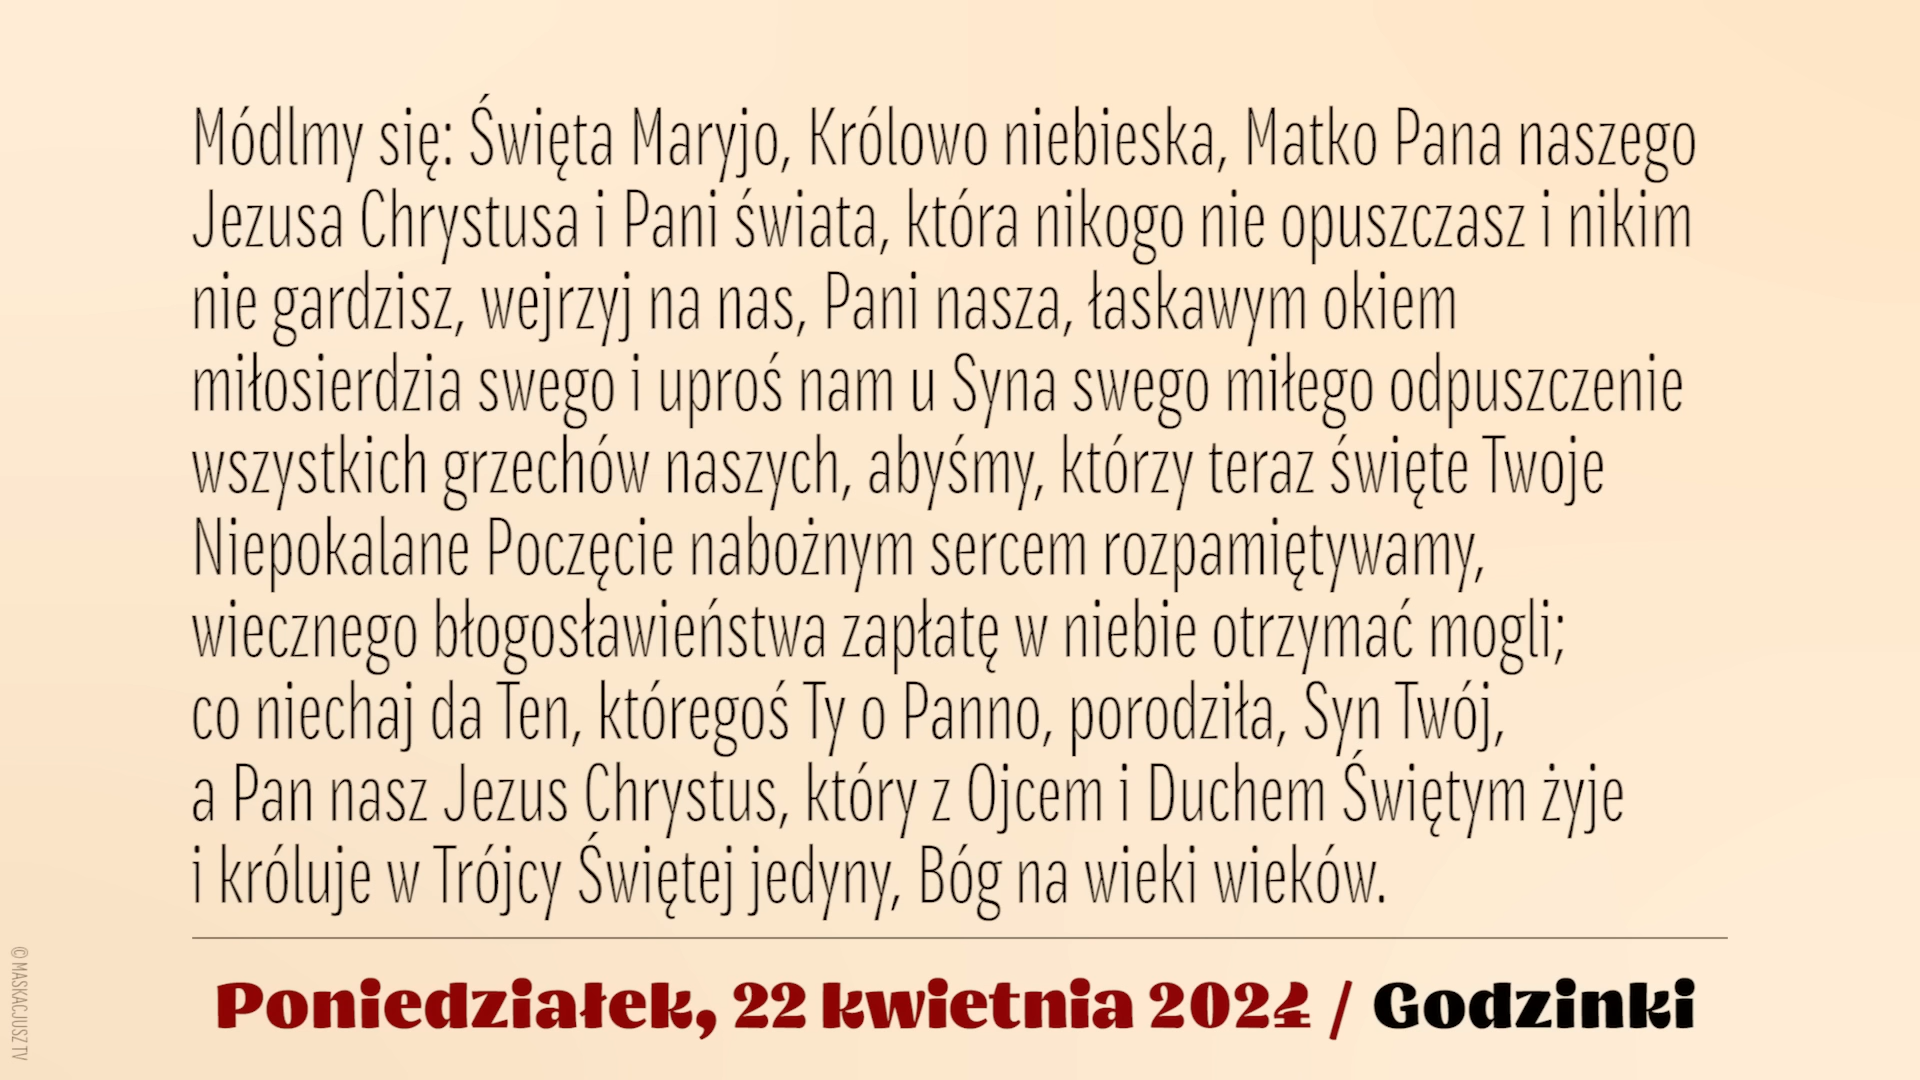 Módlmy się: Święta Maryjo, Królowo niebieska, Matko Pana naszego
Jezusa Chrystusa i Pani świata, która nikogo nie opuszczasz i nikim
nie gardzisz, wejrzyj na nas, Pani nasza, łaskawym okiem
miłosierdzia swego i uproś nam u Syna swego miłego odpuszczenie
wszystkich grzechów naszych, abyśmy, którzy teraz święte Twoje
Niepokalane Poczęcie nabożnym sercem rozpamiętywamy,
wiecznego błogosławieństwa zapłatę w niebie otrzymać mogli;
co niechaj da Ten, któregoś Ty o Panno, porodziła, Syn Twój,
a Pan nasz Jezus Chrystus, który z Ojcem i Duchem Świętym żyje
i króluje w Trójcy Świętej jedyny, Bóg na wieki wieków.
Poniedziałek, 22 kwietnia 2024 / Godzinki
© MASKACJUSZ TV